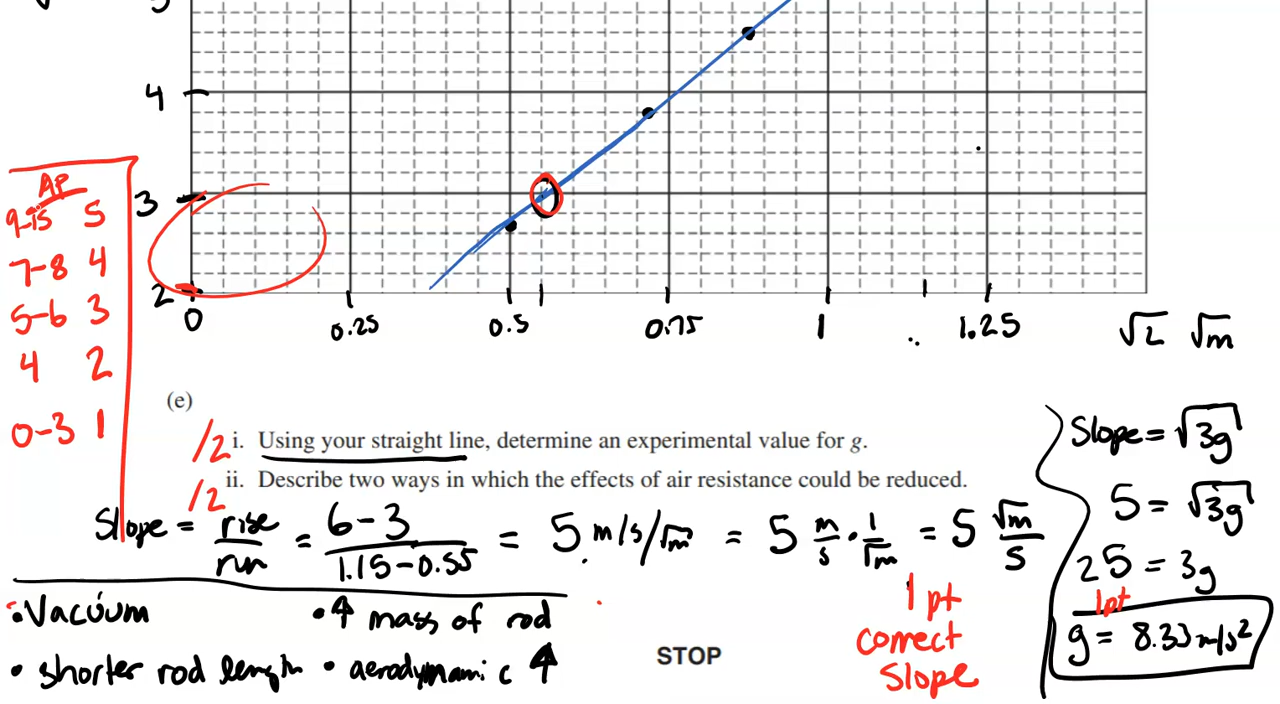 4
3
2
0 0.25 0.5 0.75 1 1.25 √2 √m
AP
9-15 5
7-8 4
5-6 3
4 2
0-3 1
(e)
/2 i. Using your straight line, determine an experimental value for g.
/2 ii. Describe two ways in which the effects of air resistance could be reduced.
Slope = rise/run = 6-3/1.15-0.55 = 5 m/s/√m = 5 m/s · 1/√m = 5 √m/s
• Vacuum • ↑ mass of rod
• shorter rod length • aerodynamic ↑
1 pt
correct
slope
STOP
Slope = √3g
5 = √3g
25 = 3g
1pt
g = 8.33 m/s²